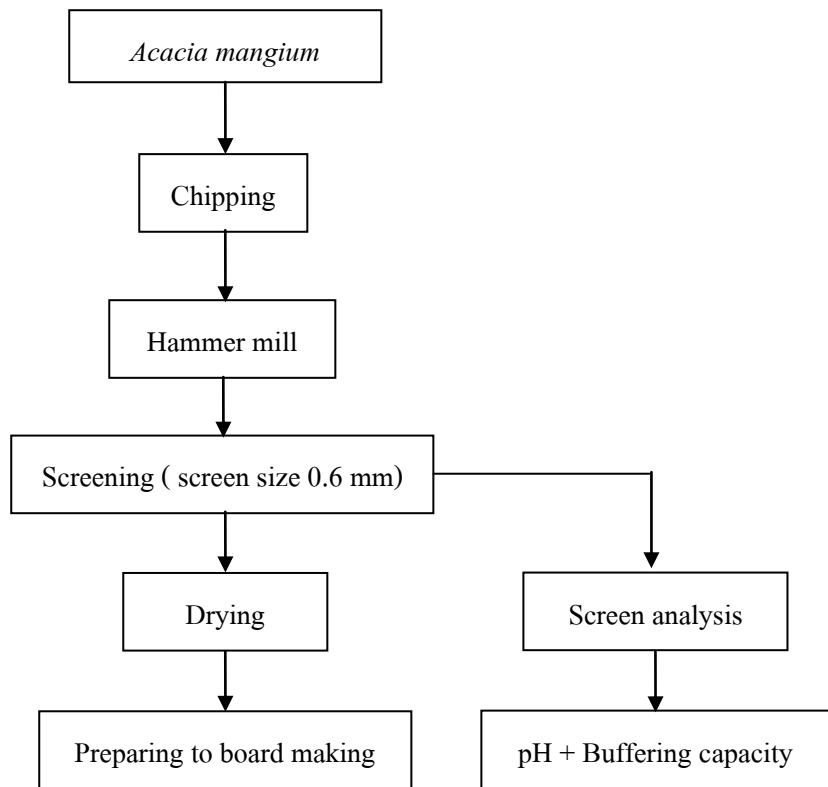 Acacia mangium
Chipping
Hammer mill
Screening ( screen size 0.6 mm)
Drying
Screen analysis
Preparing to board making
pH + Buffering capacity